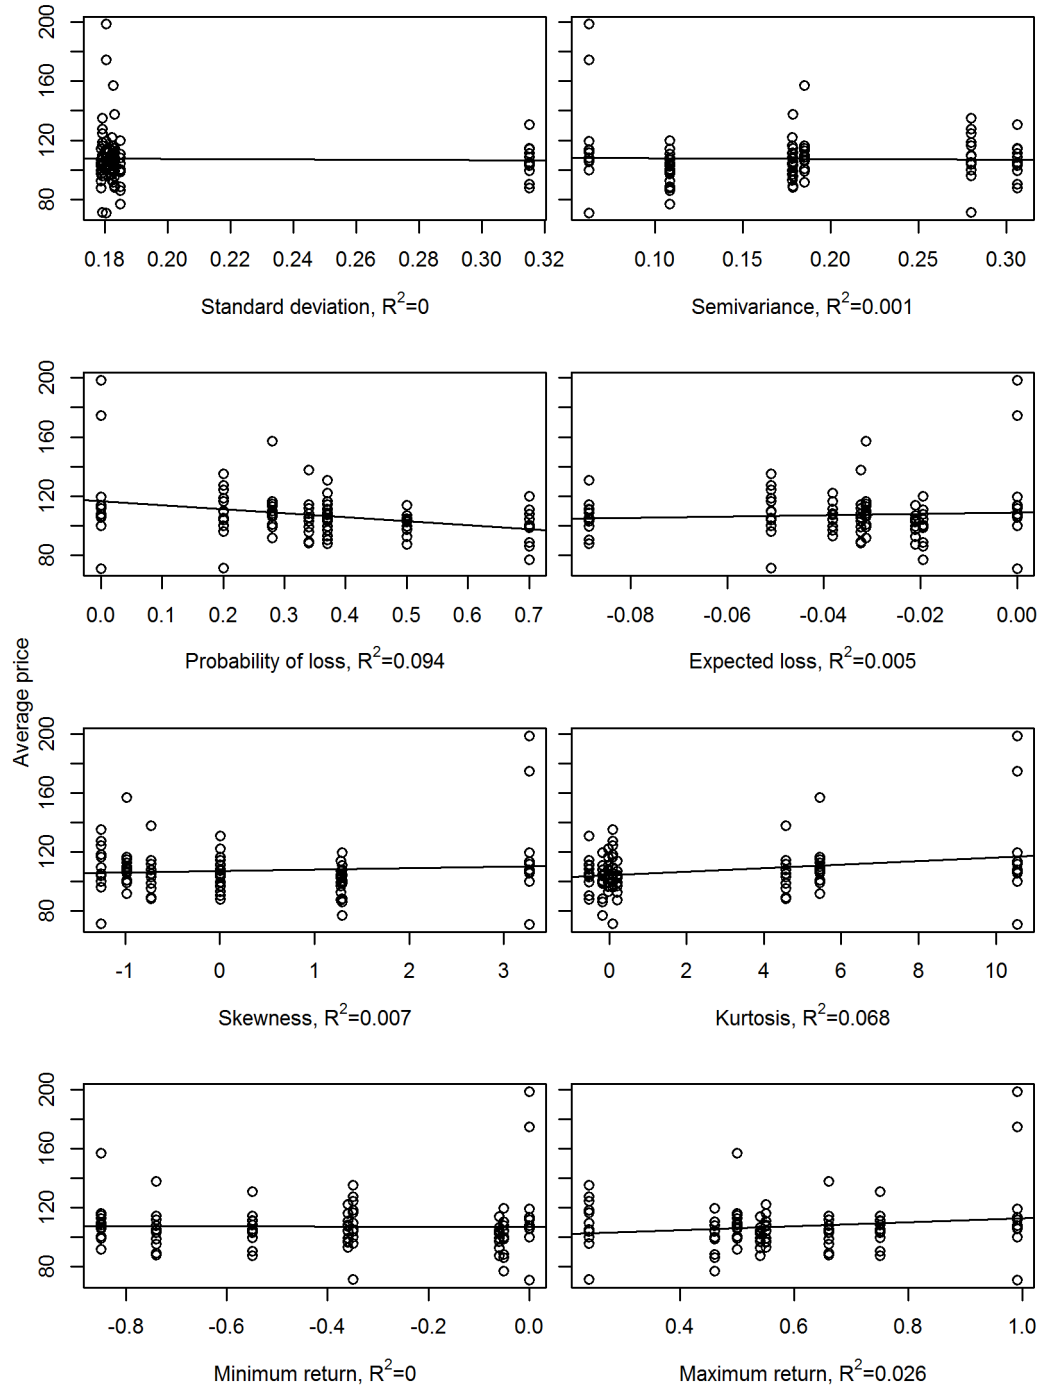 80 120 160 200
0.18 0.20 0.22 0.24 0.26 0.28 0.30 0.32
Standard deviation, R²=0
0.10 0.15 0.20 0.25 0.30
Semivariance, R²=0.001
80 120 160 200
0.0 0.1 0.2 0.3 0.4 0.5 0.6 0.7
Probability of loss, R²=0.094
-0.08 -0.06 -0.04 -0.02 0.00
Expected loss, R²=0.005
Average price
80 120 160 200
-1 0 1 2 3
Skewness, R²=0.007
0 2 4 6 8 10
Kurtosis, R²=0.068
80 120 160 200
-0.8 -0.6 -0.4 -0.2 0.0
Minimum return, R²=0
0.4 0.6 0.8 1.0
Maximum return, R²=0.026